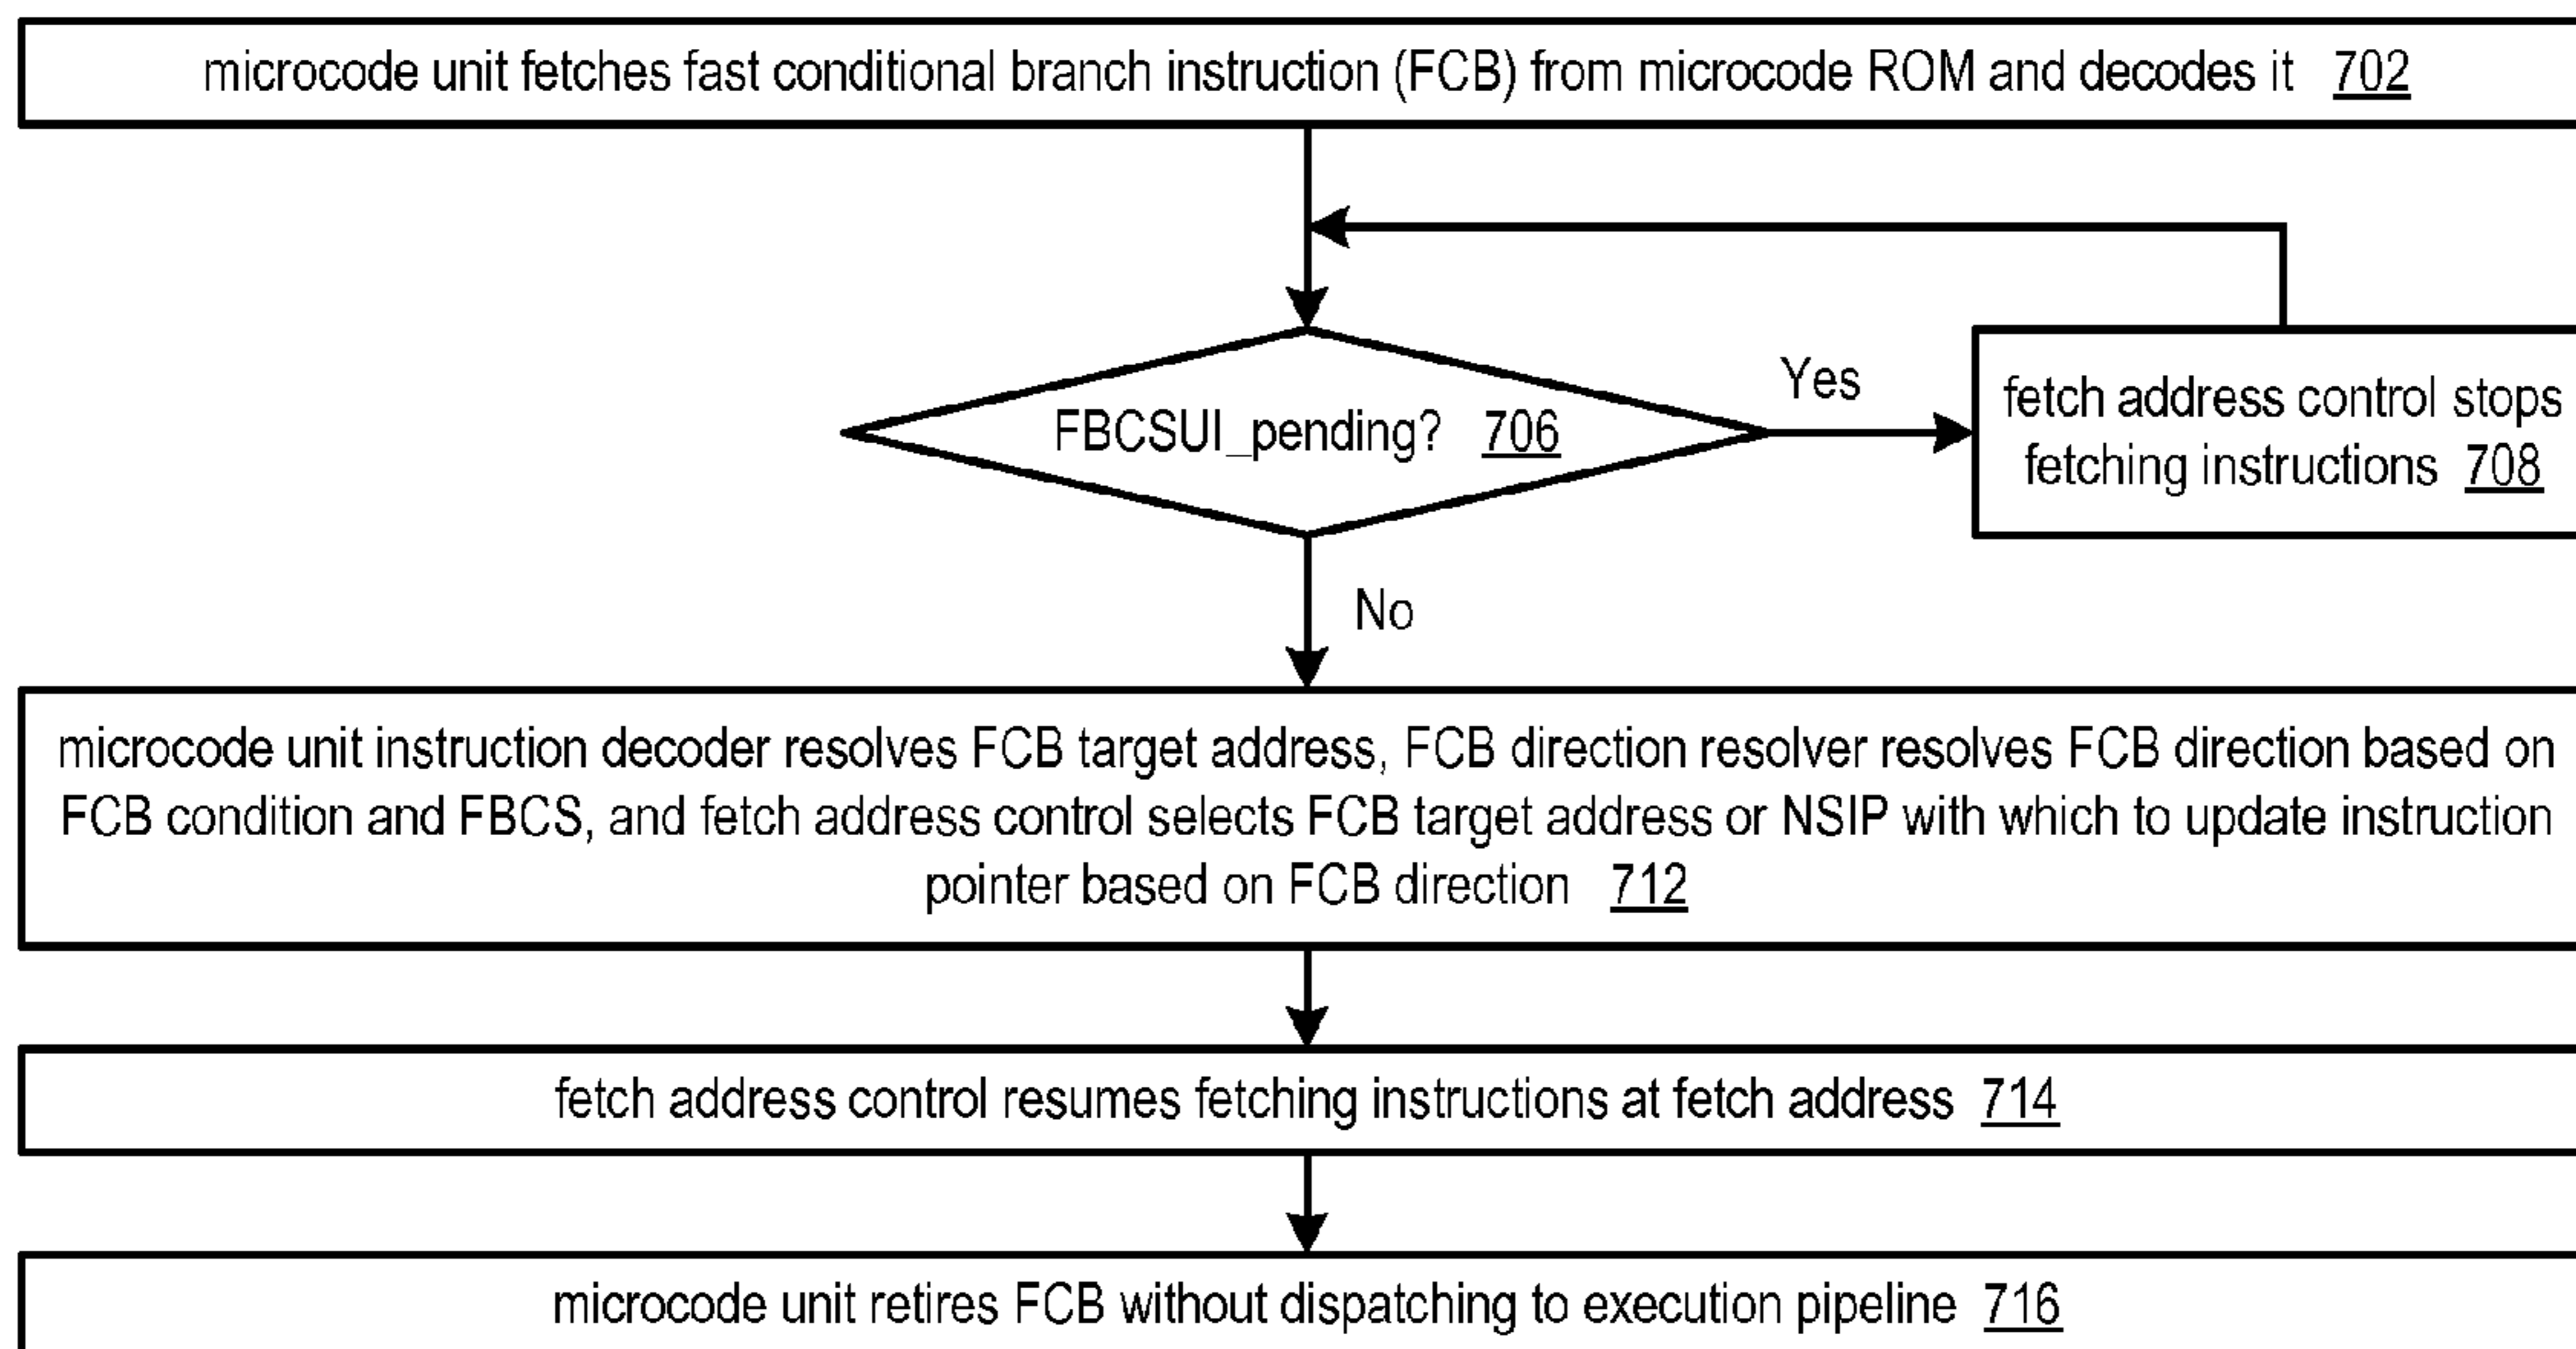 microcode unit fetches fast conditional branch instruction (FCB) from microcode ROM and decodes it 702
FBCSUI_pending? 706
Yes
fetch address control stops
fetching instructions 708
No
microcode unit instruction decoder resolves FCB target address, FCB direction resolver resolves FCB direction based on
FCB condition and FBCS, and fetch address control selects FCB target address or NSIP with which to update instruction
pointer based on FCB direction 712
fetch address control resumes fetching instructions at fetch address 714
microcode unit retires FCB without dispatching to execution pipeline 716